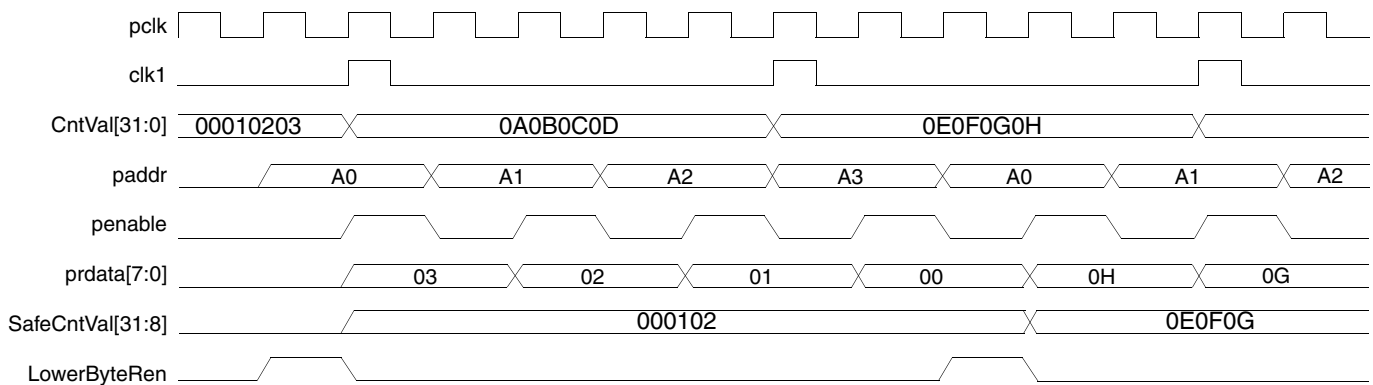 pclk
clk1
CntVal[31:0] 00010203 0A0B0C0D 0E0F0G0H
paddr A0 A1 A2 A3 A0 A1 A2
penable
prdata[7:0] 03 02 01 00 0H 0G
SafeCntVal[31:8] 000102 0E0F0G
LowerByteRen